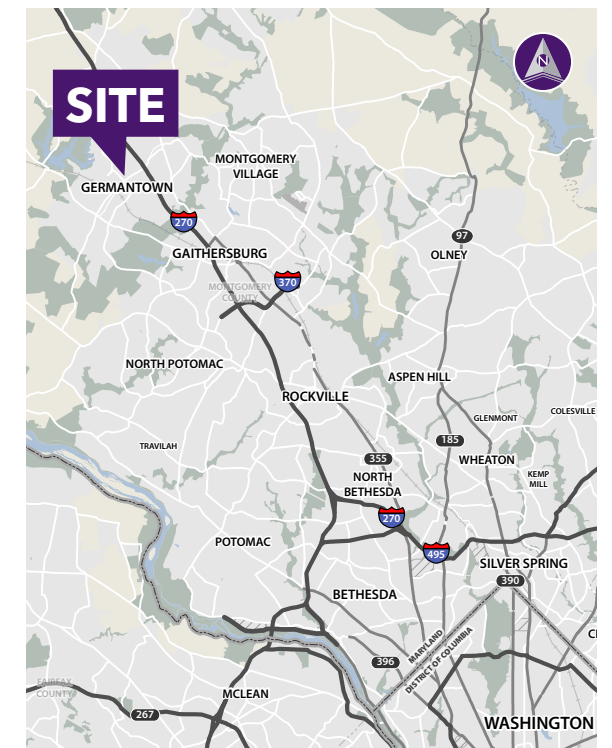 N
SITE
MONTGOMERY
VILLAGE
GERMANTOWN
270
97
GAITHERSBURG
OLNEY
370
MONTGOMERY
COUNTY
NORTH POTOMAC
ASPEN HILL
ROCKVILLE
COLESVILLE
GLENMONT
185
TRAVILAH
355
WHEATON
NORTH
BETHESDA
KEMP
MILL
270
POTOMAC
495
SILVER SPRING
390
BETHESDA
MARYLAND
DISTRICT OF COLUMBIA
396
FAIRFAX
COUNTY
MCLEAN
267
WASHINGTON